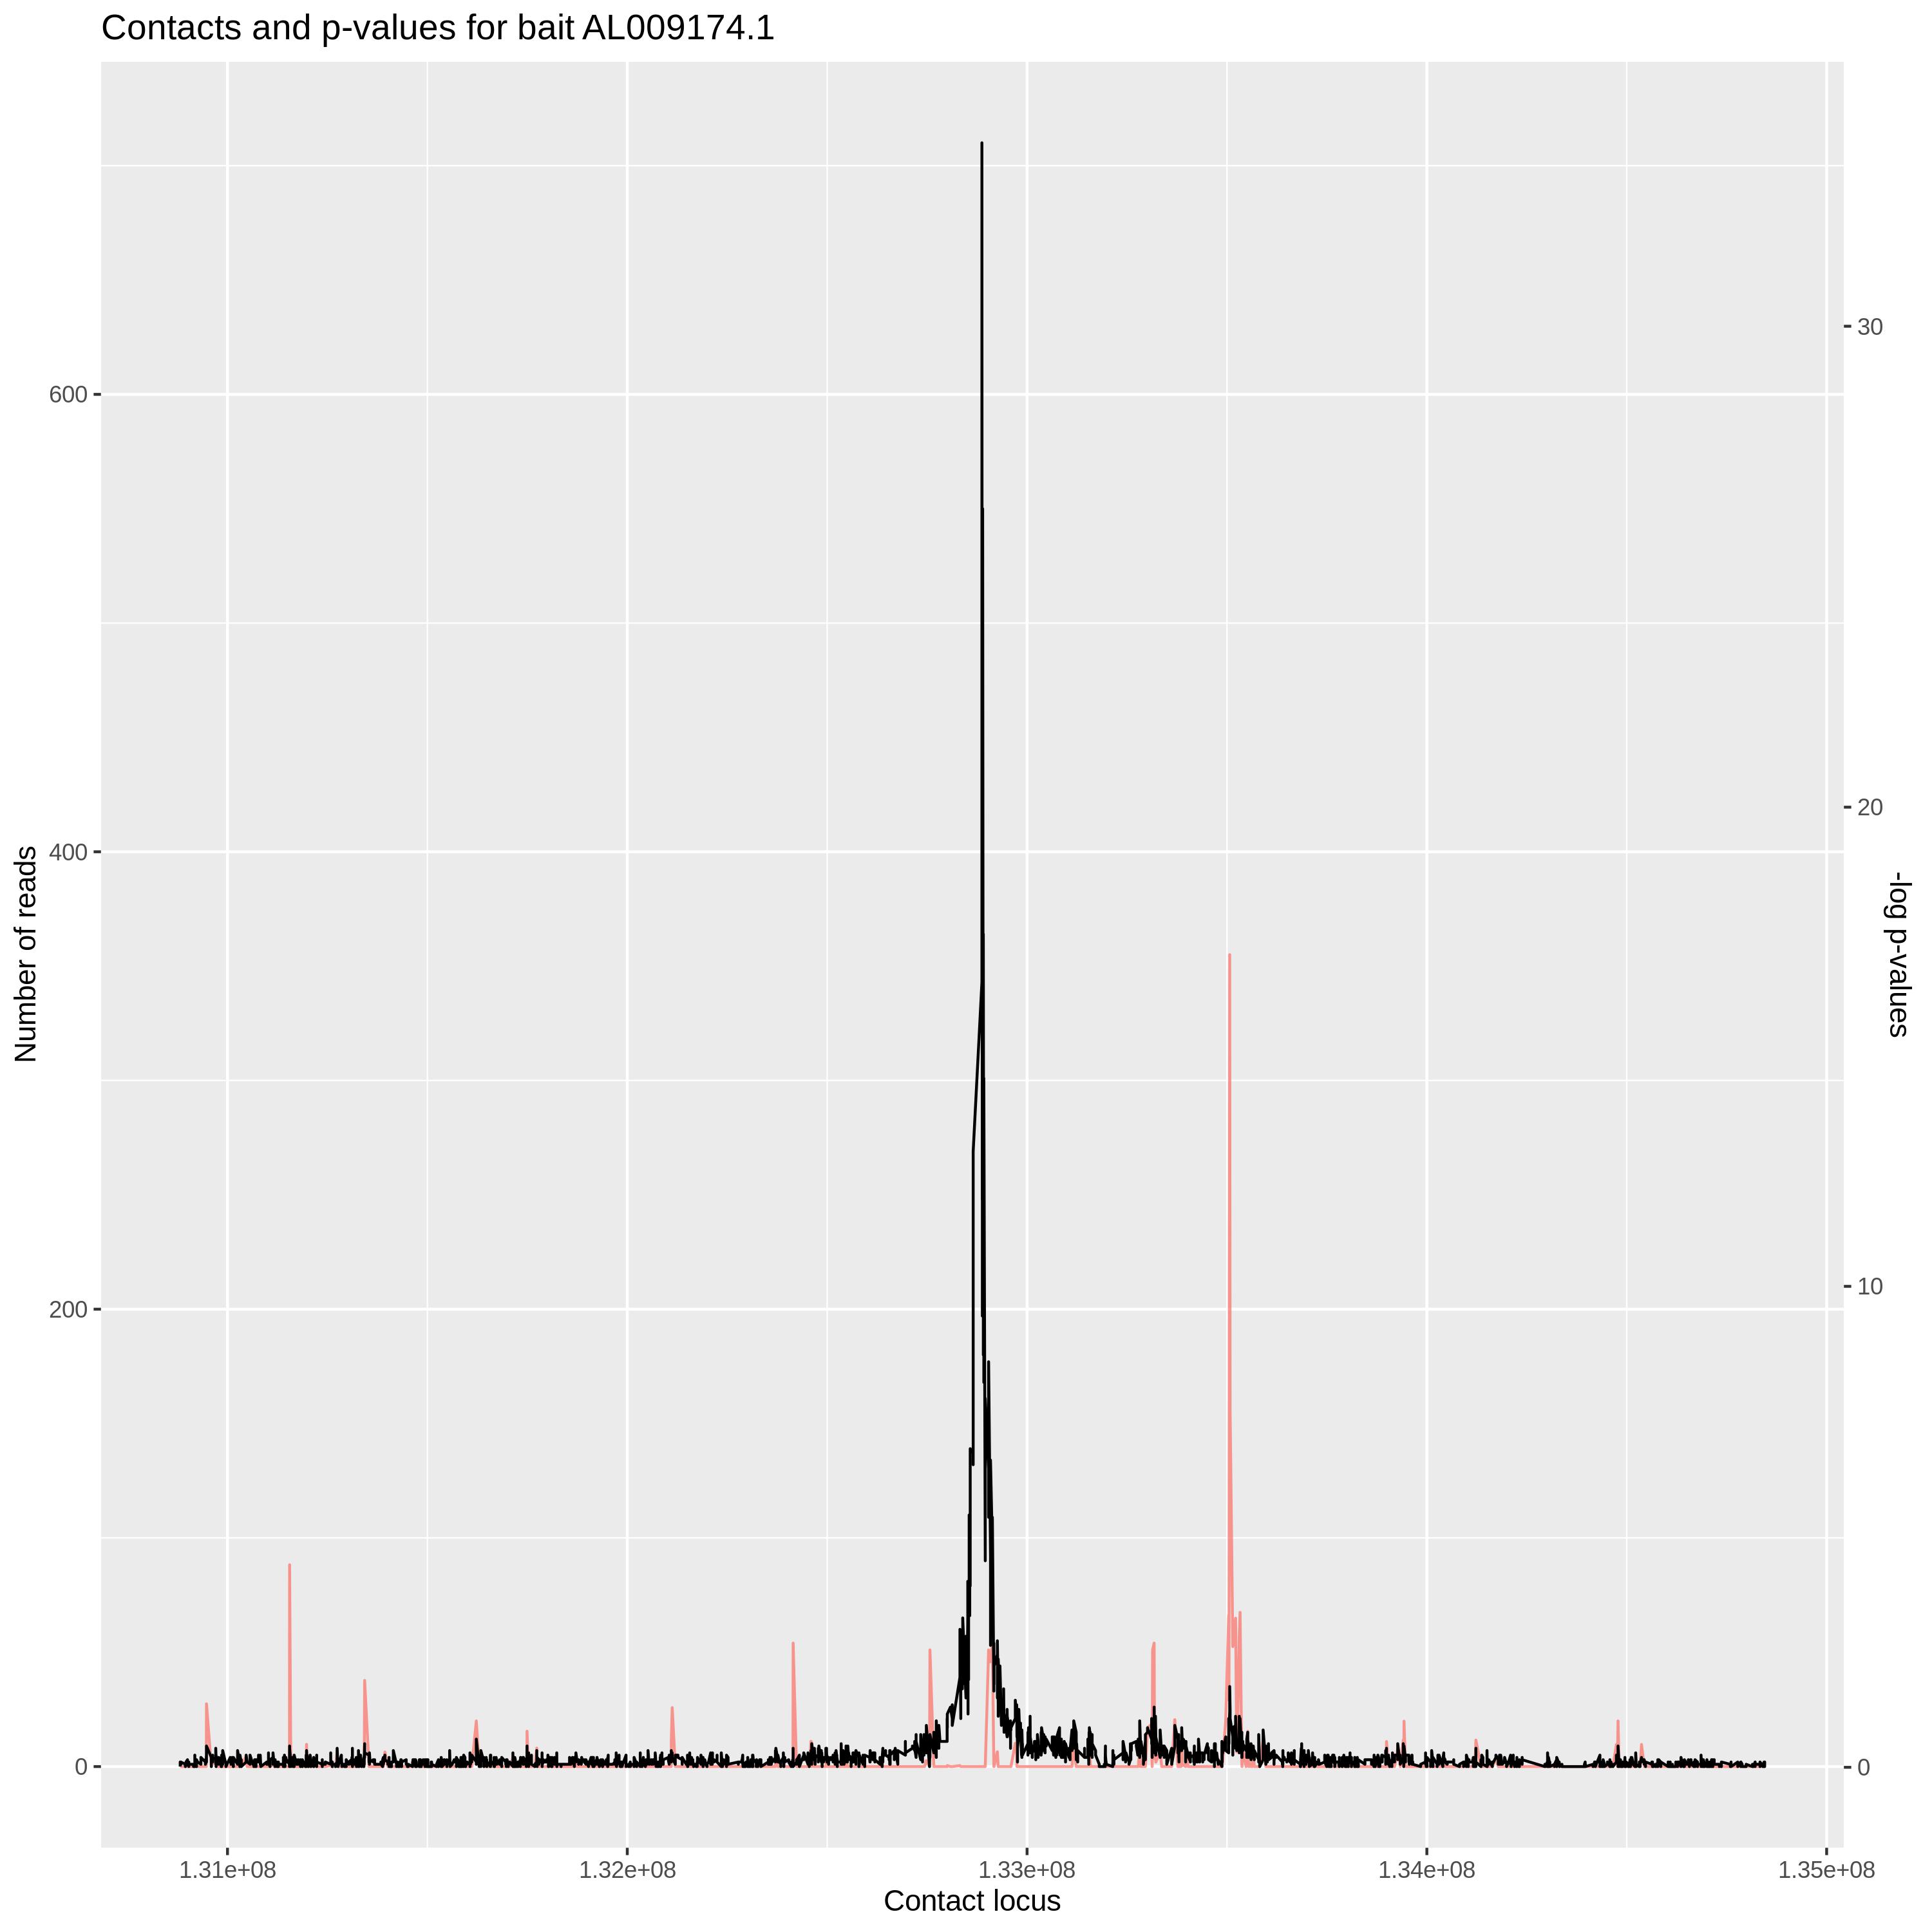 Contacts and p-values for bait AL009174.1
Number of reads
600
400
200
0
30
20
10
0
-log p-values
1.31e+08
1.32e+08
1.33e+08
1.34e+08
1.35e+08
Contact locus